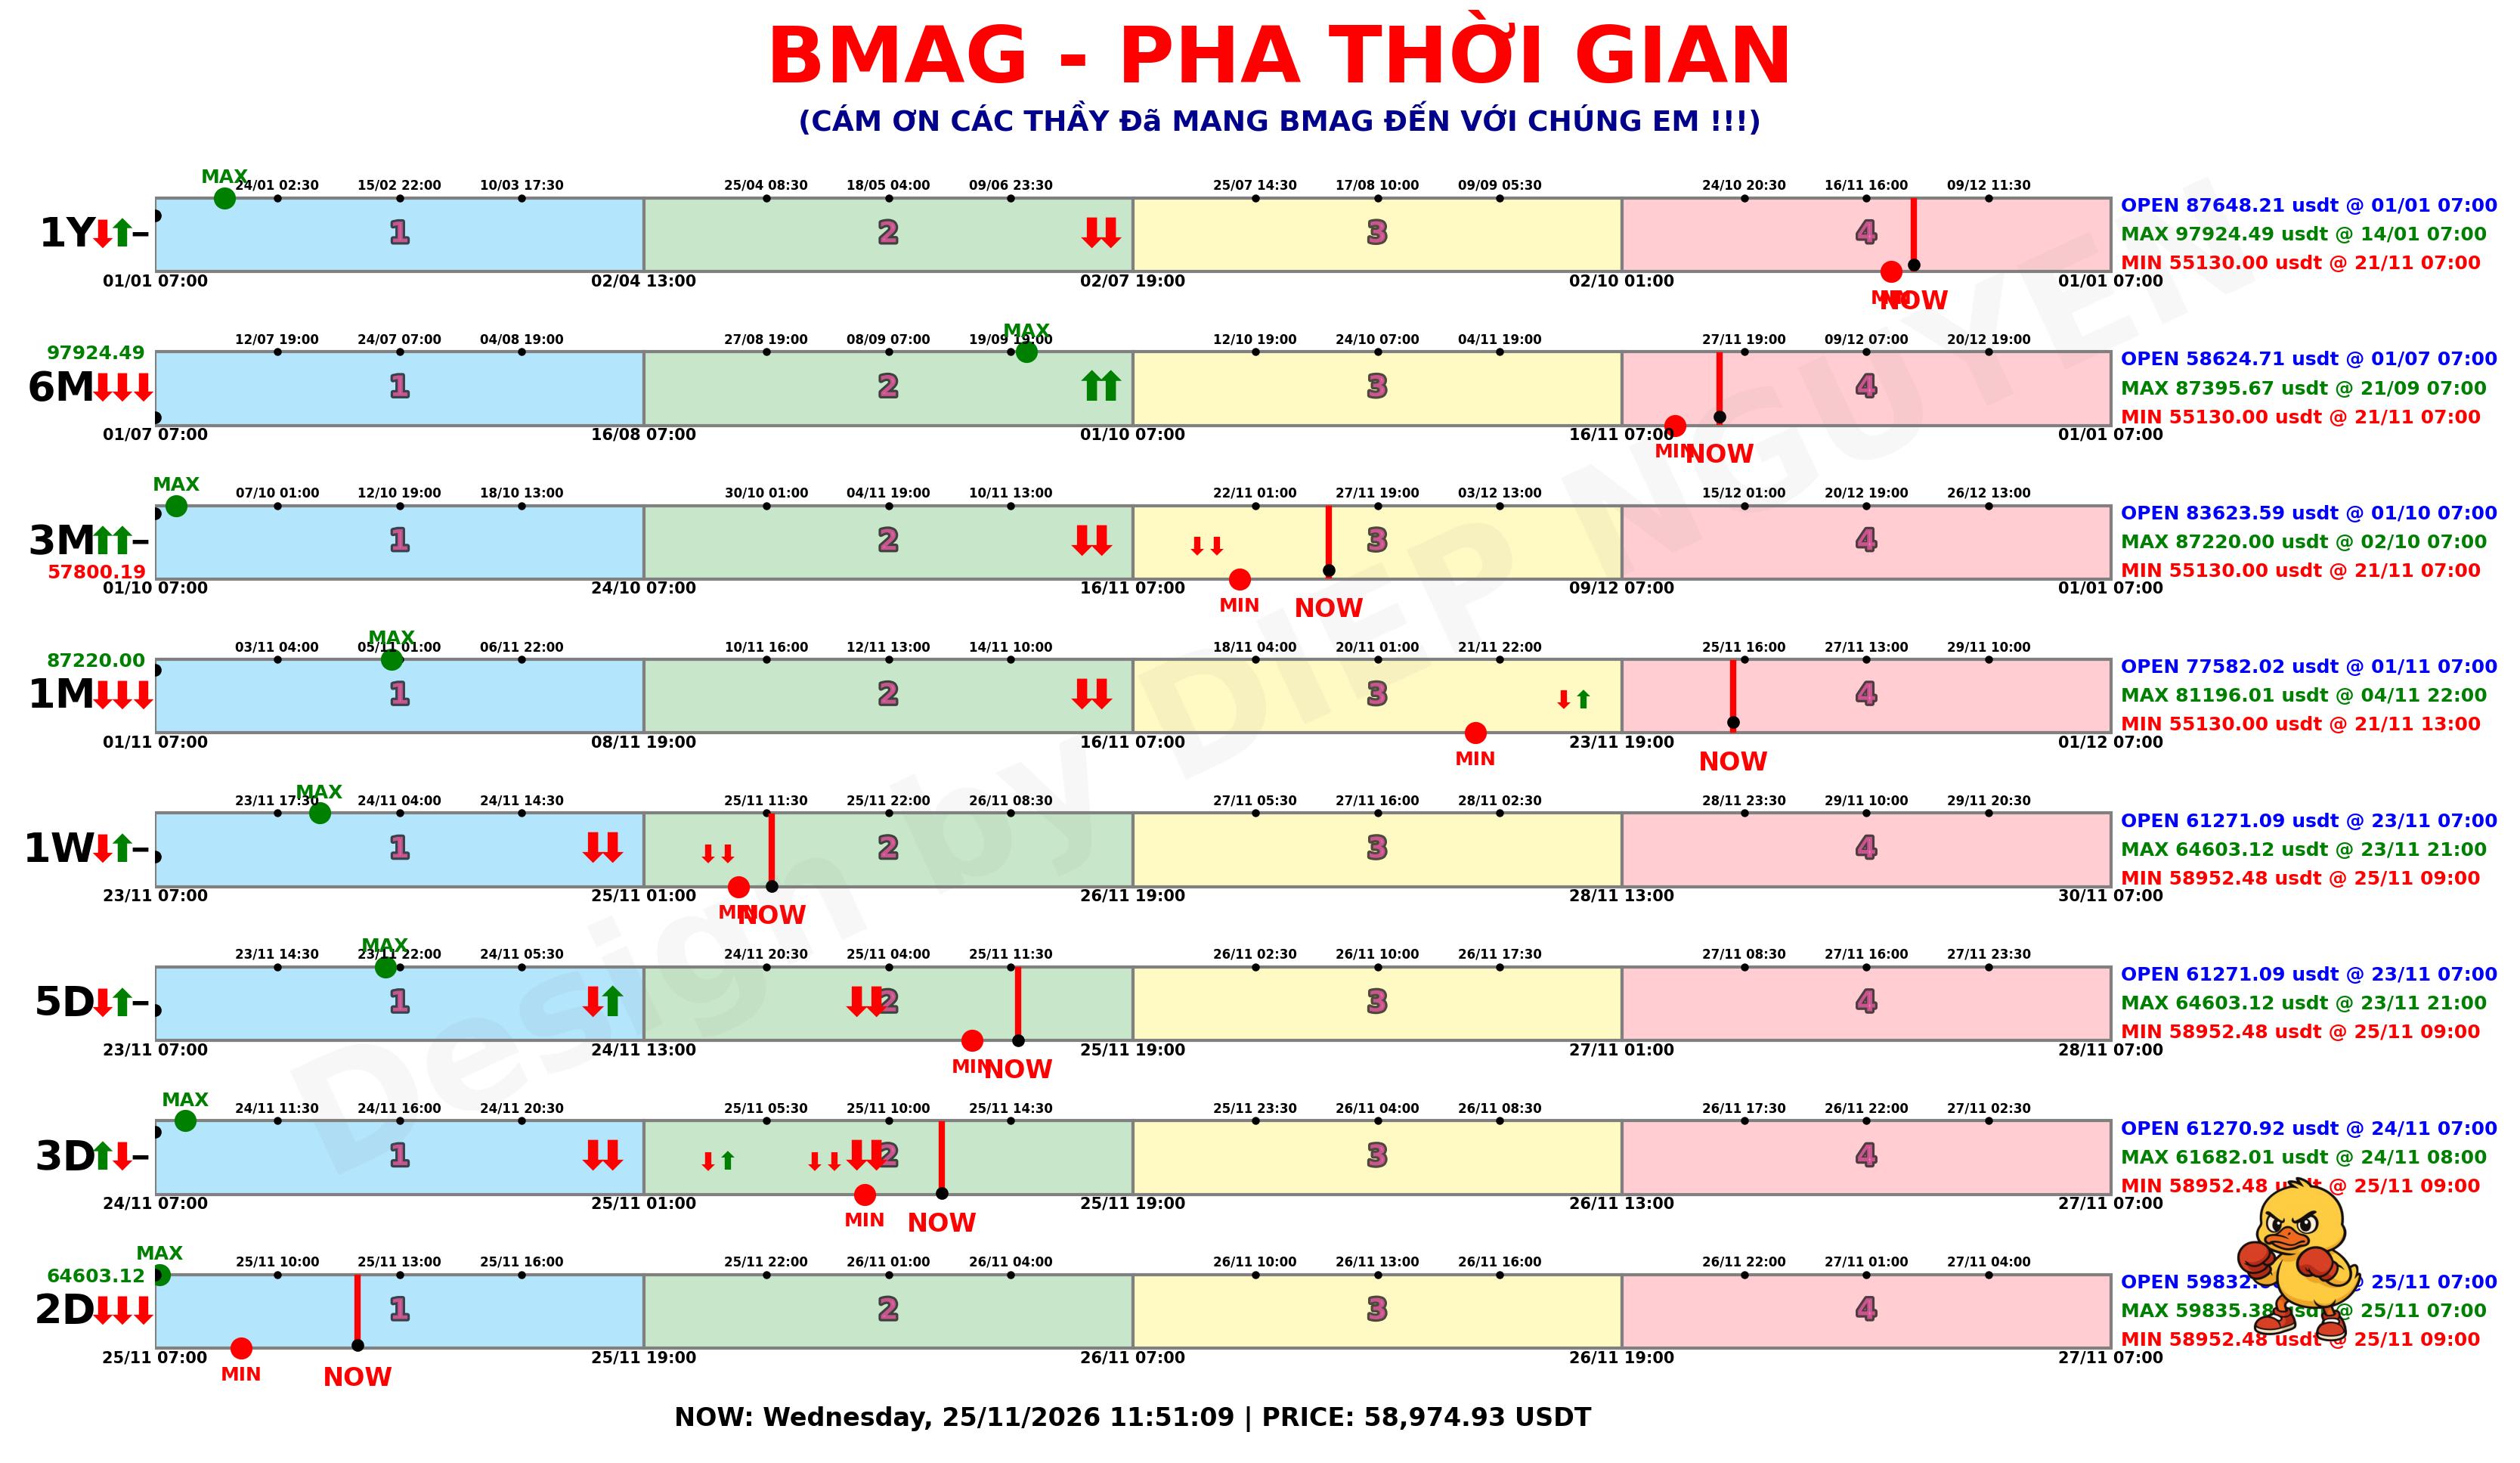 BMAG - PHA THỜI GIAN
(CÁM ƠN CÁC THẦY Đã MANG BMAG ĐẾN VỚI CHÚNG EM !!!)
MAX
24/01 02:30 15/02 22:00 10/03 17:30 25/04 08:30 18/05 04:00 09/06 23:30 25/07 14:30 17/08 10:00 09/09 05:30 24/10 20:30 16/11 16:00 09/12 11:30
1Y 1 2 3 4
OPEN 87648.21 usdt @ 01/01 07:00
MAX 97924.49 usdt @ 14/01 07:00
MIN 55130.00 usdt @ 21/11 07:00
01/01 07:00 02/04 13:00 02/07 19:00 02/10 01:00 01/01 07:00
MIN NOW
MAX
12/07 19:00 24/07 07:00 04/08 19:00 27/08 19:00 08/09 07:00 19/09 19:00 12/10 19:00 24/10 07:00 04/11 19:00 27/11 19:00 09/12 07:00 20/12 19:00
97924.49
6M 1 2 3 4
OPEN 58624.71 usdt @ 01/07 07:00
MAX 87395.67 usdt @ 21/09 07:00
MIN 55130.00 usdt @ 21/11 07:00
01/07 07:00 16/08 07:00 01/10 07:00 16/11 07:00 01/01 07:00
MIN NOW
MAX
07/10 01:00 12/10 19:00 18/10 13:00 30/10 01:00 04/11 19:00 10/11 13:00 22/11 01:00 27/11 19:00 03/12 13:00 15/12 01:00 20/12 19:00 26/12 13:00
3M 1 2 3 4
57800.19
OPEN 83623.59 usdt @ 01/10 07:00
MAX 87220.00 usdt @ 02/10 07:00
MIN 55130.00 usdt @ 21/11 07:00
01/10 07:00 24/10 07:00 16/11 07:00 09/12 07:00 01/01 07:00
MIN NOW
MAX
03/11 04:00 05/11 01:00 06/11 22:00 10/11 16:00 12/11 13:00 14/11 10:00 18/11 04:00 20/11 01:00 21/11 22:00 25/11 16:00 27/11 13:00 29/11 10:00
87220.00
1M 1 2 3 4
OPEN 77582.02 usdt @ 01/11 07:00
MAX 81196.01 usdt @ 04/11 22:00
MIN 55130.00 usdt @ 21/11 13:00
01/11 07:00 08/11 19:00 16/11 07:00 23/11 19:00 01/12 07:00
MIN NOW
MAX
23/11 17:30 24/11 04:00 24/11 14:30 25/11 11:30 25/11 22:00 26/11 08:30 27/11 05:30 27/11 16:00 28/11 02:30 28/11 23:30 29/11 10:00 29/11 20:30
1W 1 2 3 4
OPEN 61271.09 usdt @ 23/11 07:00
MAX 64603.12 usdt @ 23/11 21:00
MIN 58952.48 usdt @ 25/11 09:00
23/11 07:00 25/11 01:00 26/11 19:00 28/11 13:00 30/11 07:00
MIN NOW
MAX
23/11 14:30 23/11 22:00 24/11 05:30 24/11 20:30 25/11 04:00 25/11 11:30 26/11 02:30 26/11 10:00 26/11 17:30 27/11 08:30 27/11 16:00 27/11 23:30
5D 1 2 3 4
OPEN 61271.09 usdt @ 23/11 07:00
MAX 64603.12 usdt @ 23/11 21:00
MIN 58952.48 usdt @ 25/11 09:00
23/11 07:00 24/11 13:00 25/11 19:00 27/11 01:00 28/11 07:00
MIN NOW
MAX
24/11 11:30 24/11 16:00 24/11 20:30 25/11 05:30 25/11 10:00 25/11 14:30 25/11 23:30 26/11 04:00 26/11 08:30 26/11 17:30 26/11 22:00 27/11 02:30
3D 1 2 3 4
OPEN 61270.92 usdt @ 24/11 07:00
MAX 61682.01 usdt @ 24/11 08:00
MIN 58952.48 usdt @ 25/11 09:00
24/11 07:00 25/11 01:00 25/11 19:00 26/11 13:00 27/11 07:00
MIN NOW
MAX
25/11 10:00 25/11 13:00 25/11 16:00 25/11 22:00 26/11 01:00 26/11 04:00 26/11 10:00 26/11 13:00 26/11 16:00 26/11 22:00 27/11 01:00 27/11 04:00
64603.12
2D 1 2 3 4
OPEN @ 25/11 07:00
MAX 59835.38 usdt @ 25/11 07:00
MIN 58952.48 usdt @ 25/11 09:00
25/11 07:00 25/11 19:00 26/11 07:00 26/11 19:00 27/11 07:00
MIN NOW
NOW: Wednesday, 25/11/2026 11:51:09 | PRICE: 58,974.93 USDT
Design by DIEP NGUYEN